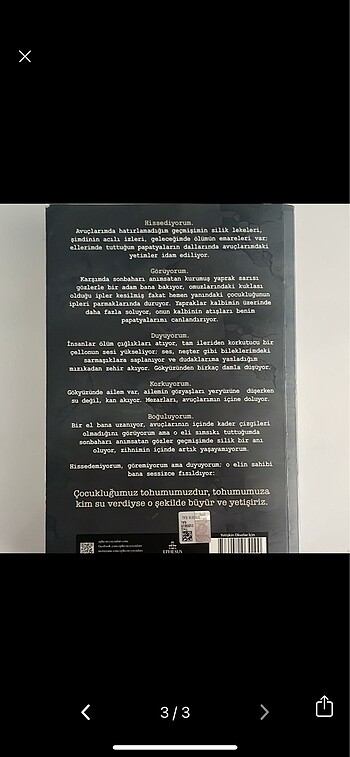 Hissediyorum.
Avuçlarımda hatırlamadığım geçmişimin silik lekeleri,
şimdinin acılı izleri, geleceğimde ölümün emareleri var;
ellerimde tuttuğum papatyaların dallarında avuçlarımdaki
yetimler idam ediliyor.
Görüyorum.
Karşımda sonbaharı anımsatan kurumuş yaprak sarısı
gözlerle bir adam bana bakıyor, omuzlarındaki kuklası
olduğu ipler kesilmiş fakat hemen yanındaki çocukluğunun
ipleri parmaklarında duruyor. Yapraklar kalbimin üzerinde
daha fazla soluyor, onun kalbinin atışları benim
papatyalarımı canlandırıyor.
Duyuyorum.
İnsanlar ölüm çığlıkları atıyor, tam ileriden korkutucu bir
çellonun sesi yükseliyor; ses, neşter gibi bileklerimdeki
sarmaşıklara saplanıyor ve dudaklarıma yasladığım
mızıkadan zehir akıyor. Gökyüzünden birkaç damla düşüyor.
Korkuyorum.
Gökyüzünde ailem var, ailemin gözyaşları yeryüzüne düşerken
su değil, kan akıyor. Mezarları, avuçlarımın içine doluyor.
Boğuluyorum.
Bir el bana uzanıyor, avuçlarının içinde kader çizgileri
olmadığını görüyorum ama o eli sımsıkı tuttuğumda
sonbaharı anımsatan gözler geçmişimde silik bir anı
oluyor, zihnimin içinde artık yaşayamıyorum.
Hissedemiyorum, göremiyorum ama duyuyorum; o elin sahibi
bana sessizce fısıldıyor:
Çocukluğumuz tohumumuzdur, tohumumuza
kim su verdiyse o şekilde büyür ve yetişiriz.
Yetişkin Okurlar İçin
EPHESUS
3/3